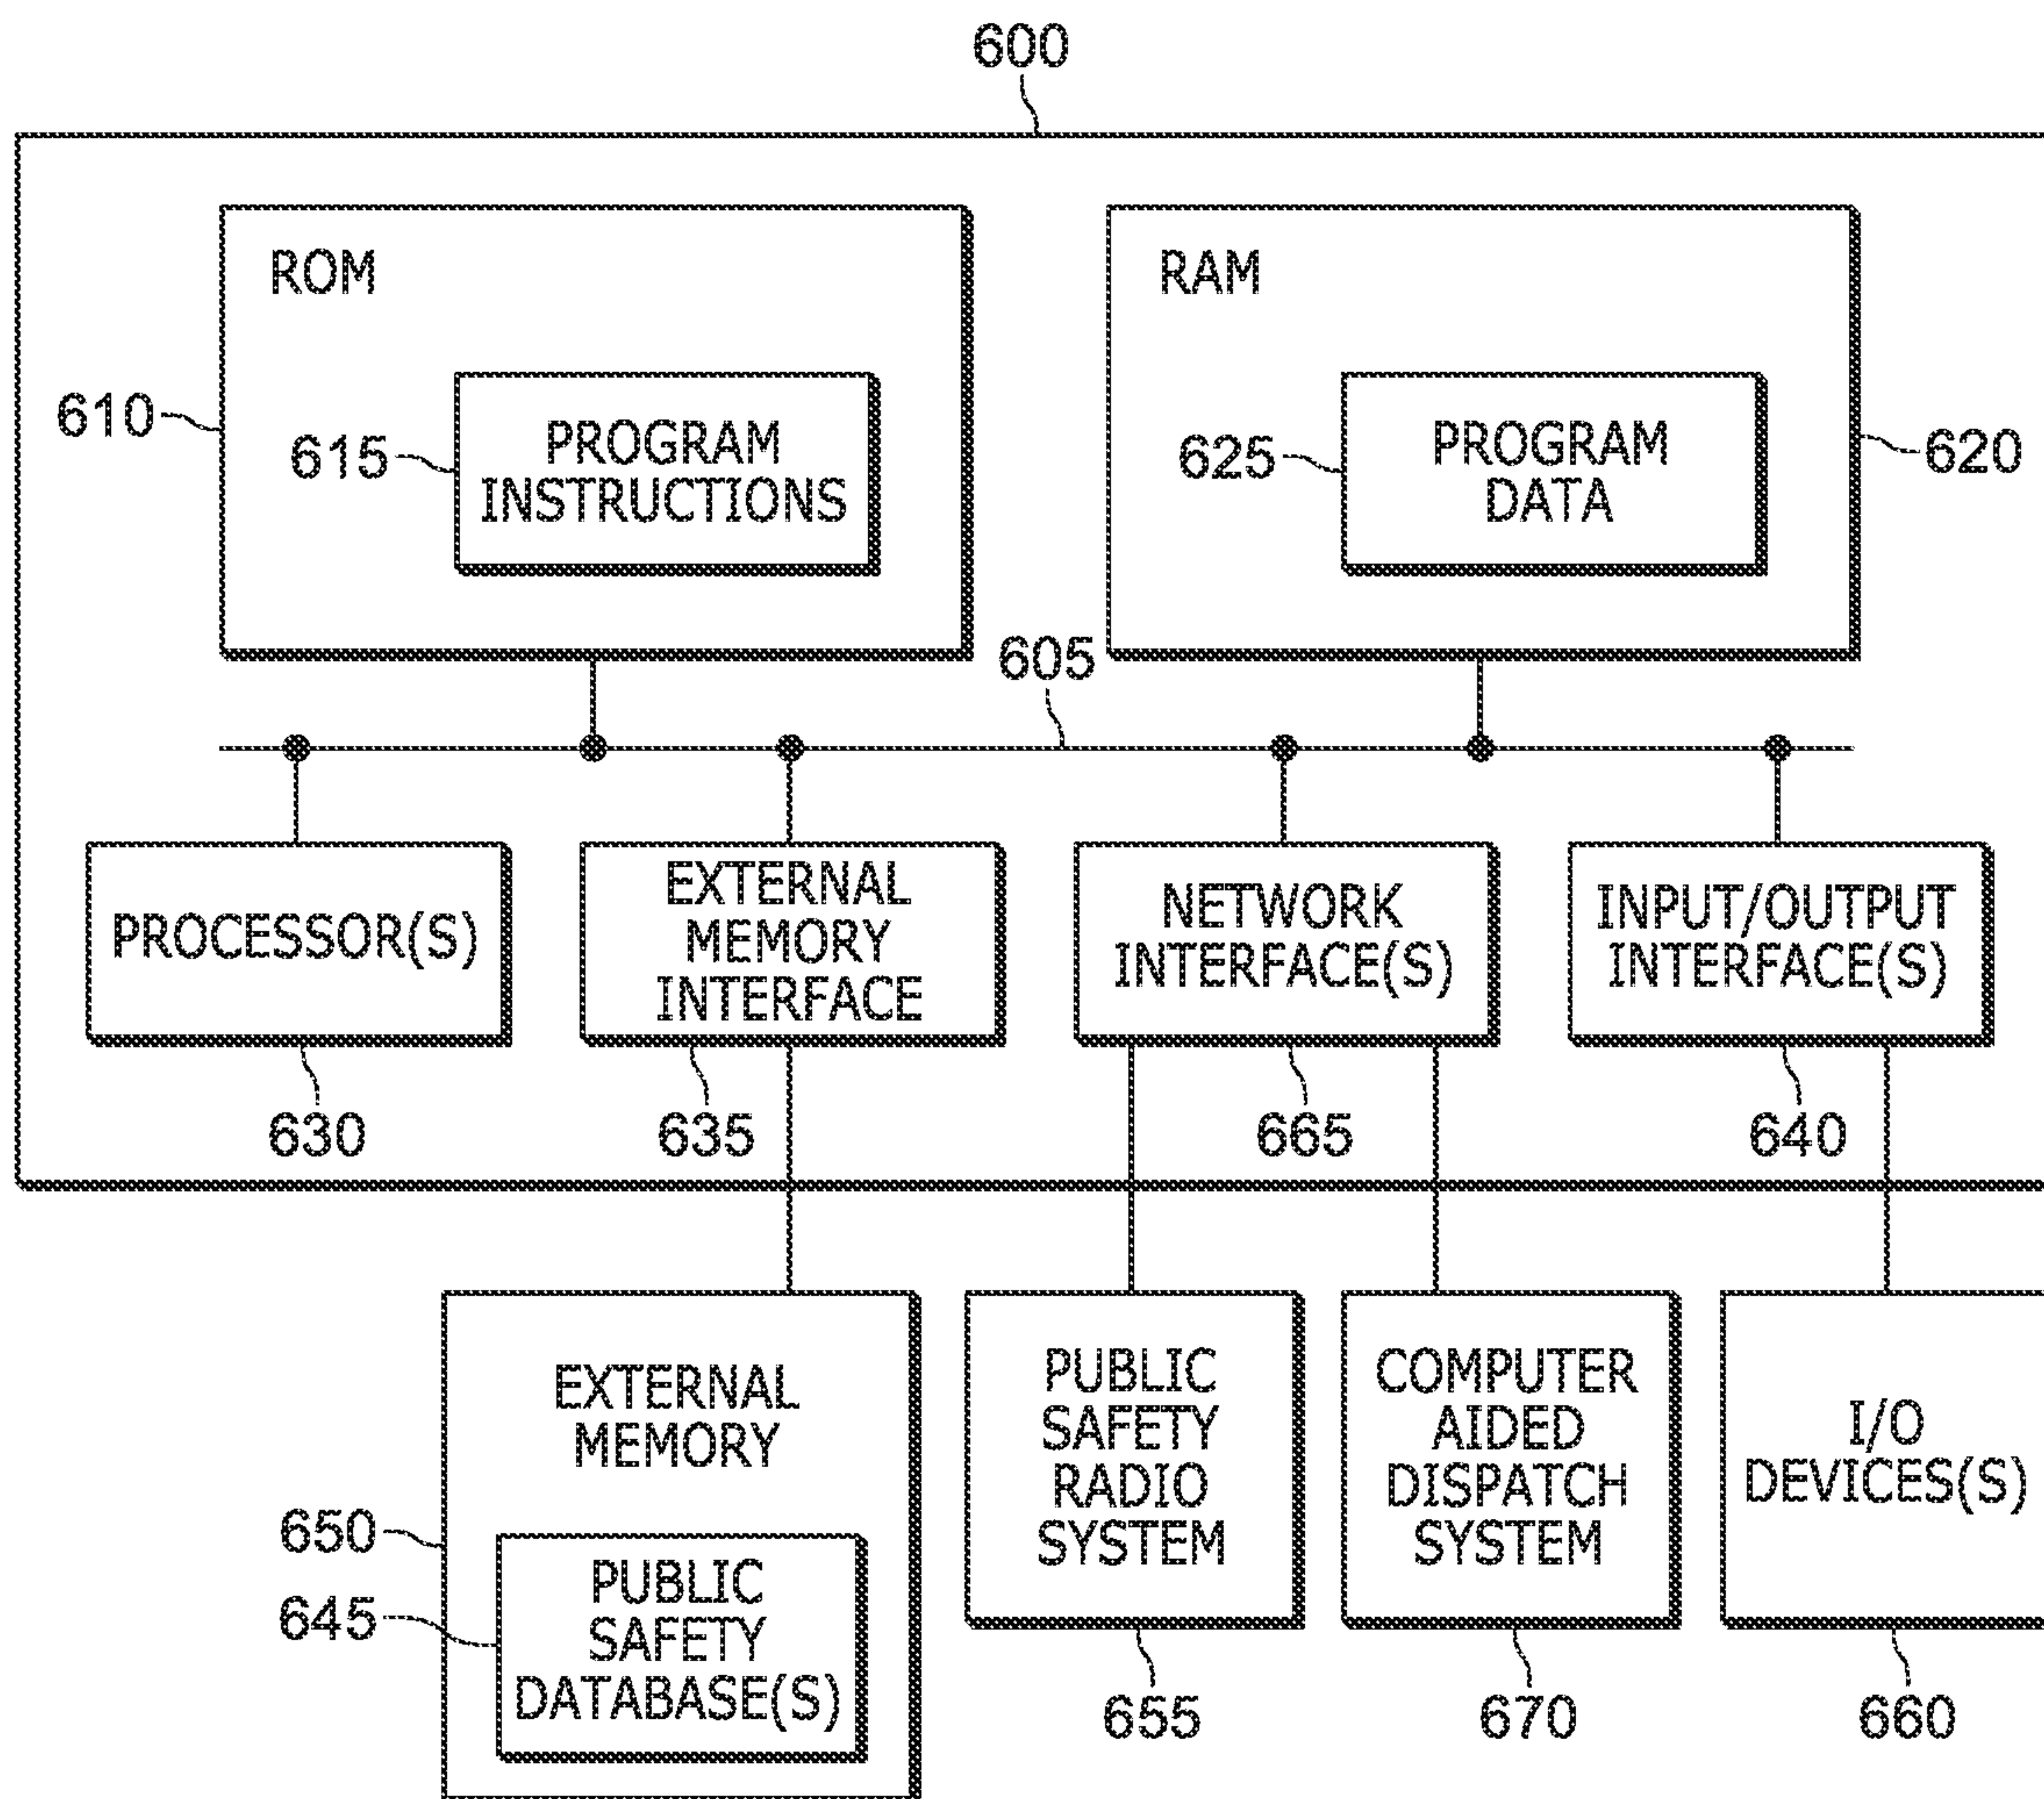 600
ROM
RAM
610
615
PROGRAM
INSTRUCTIONS
625
PROGRAM
DATA
620
605
PROCESSOR(S)
EXTERNAL
MEMORY
INTERFACE
NETWORK
INTERFACE(S)
INPUT/OUTPUT
INTERFACE(S)
630
635
665
640
EXTERNAL
MEMORY
650
645
PUBLIC
SAFETY
DATABASE(S)
PUBLIC
SAFETY
RADIO
SYSTEM
COMPUTER
AIDED
DISPATCH
SYSTEM
I/O
DEVICES(S)
655
670
660